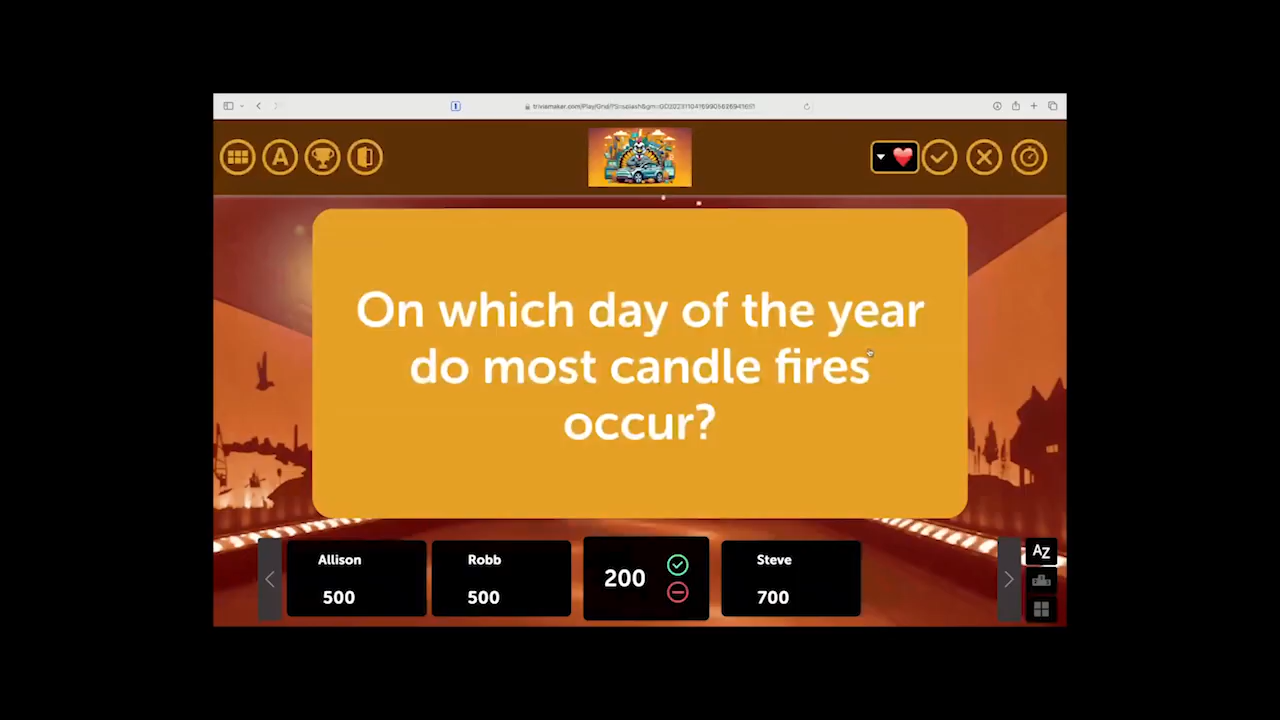 A
On which day of the year
do most candle fires
occur?
Allison
500
Robb
500
200
Steve
700
AZ